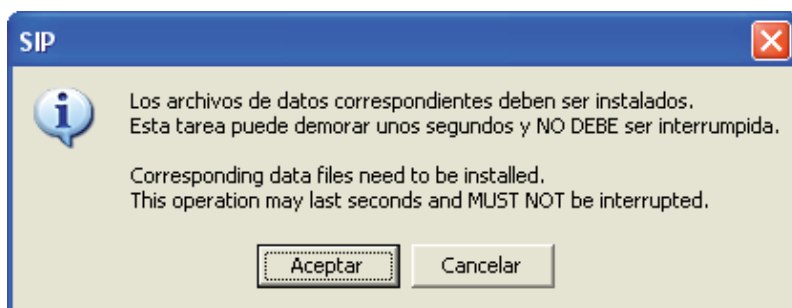 SIP
Los archivos de datos correspondientes deben ser instalados.
Esta tarea puede demorar unos segundos y NO DEBE ser interrumpida.
Corresponding data files need to be installed.
This operation may last seconds and MUST NOT be interrupted.
Aceptar
Cancelar